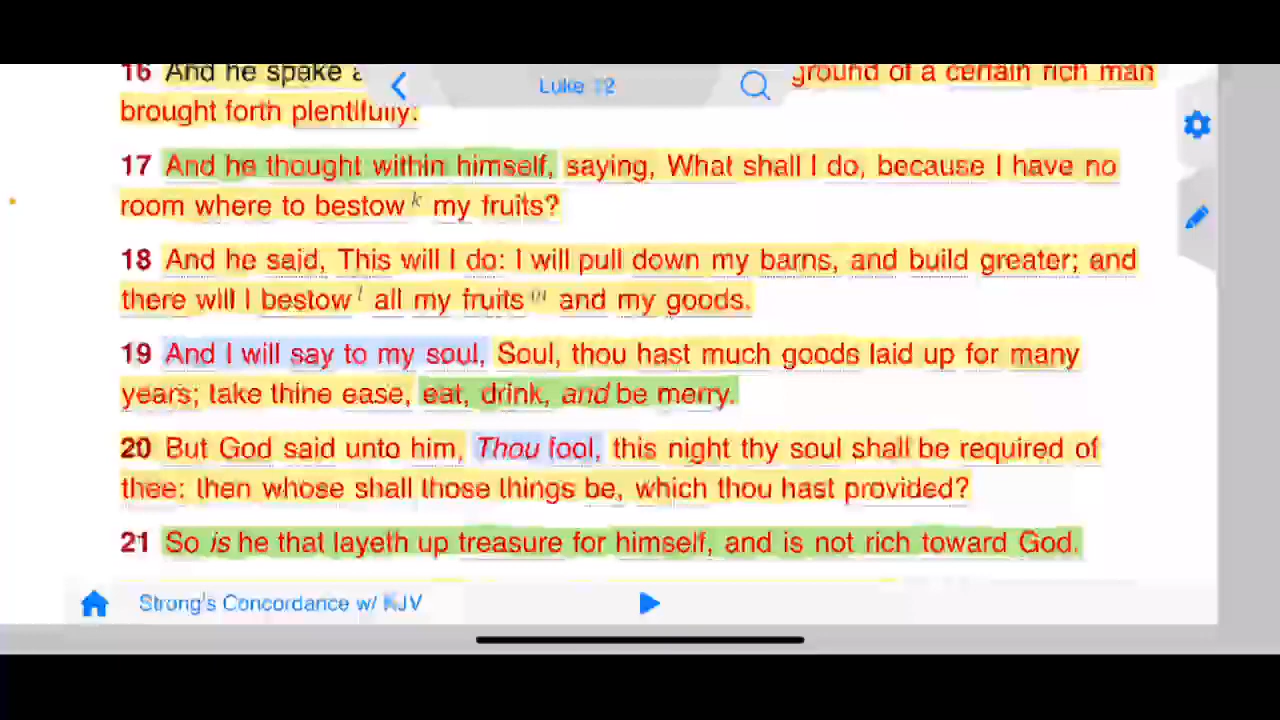 16 And he spake
Luke 12
ground of a certain rich man
brought forth plentifully:
17 And he thought within himself, saying, What shall I do, because I have no
room where to bestow k my fruits?
18 And he said, This will I do: I will pull down my barns, and build greater; and
there will I bestow l all my fruits m and my goods.
19 And I will say to my soul, Soul, thou hast much goods laid up for many
years; take thine ease, eat, drink, and be merry.
20 But God said unto him, Thou fool, this night thy soul shall be required of
thee: then whose shall those things be, which thou hast provided?
21 So is he that layeth up treasure for himself, and is not rich toward God.
Strong's Concordance w/ KJV